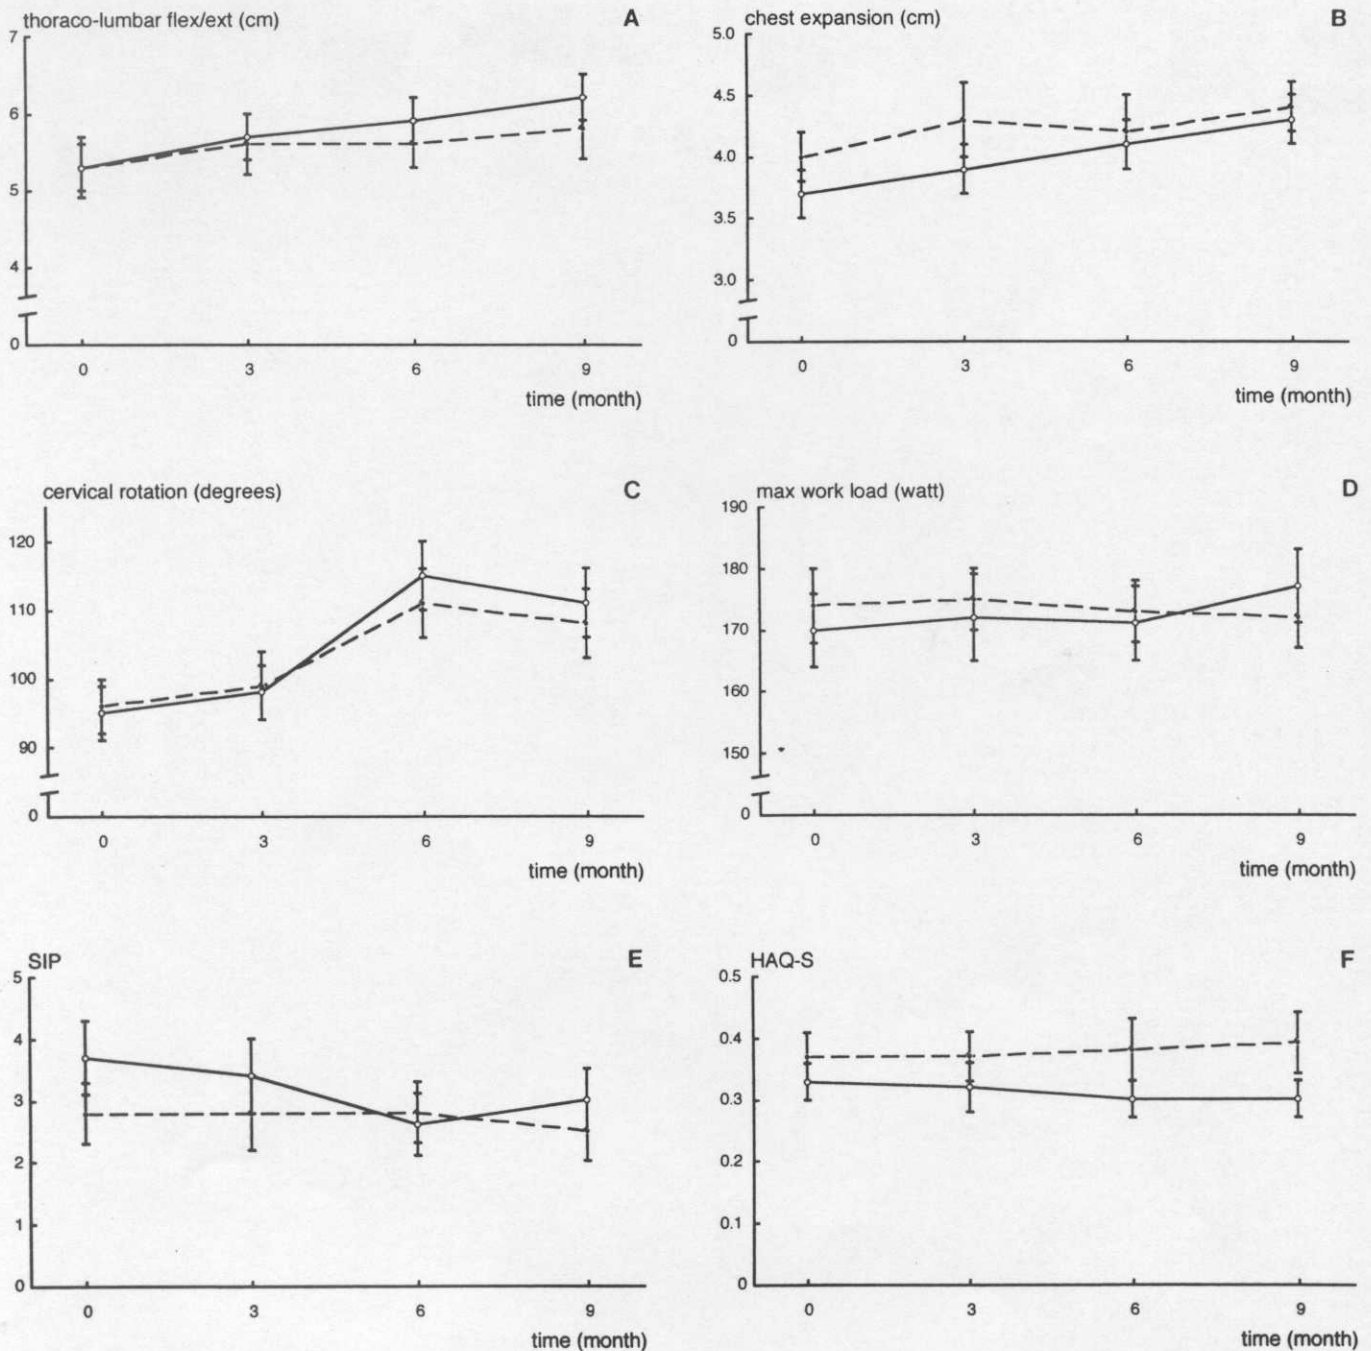 thoraco-lumbar flex/ext (cm) A
7
6
5
4
0
0 3 6 9
time (month)
chest expansion (cm) B
5.0
4.5
4.0
3.5
3.0
0
0 3 6 9
time (month)
cervical rotation (degrees) C
120
110
100
90
0
0 3 6 9
time (month)
max work load (watt) D
190
180
170
160
150
0
0 3 6 9
time (month)
SIP E
5
4
3
2
1
0
0 3 6 9
time (month)
HAQ-S F
0.5
0.4
0.3
0.2
0.1
0
0 3 6 9
time (month)